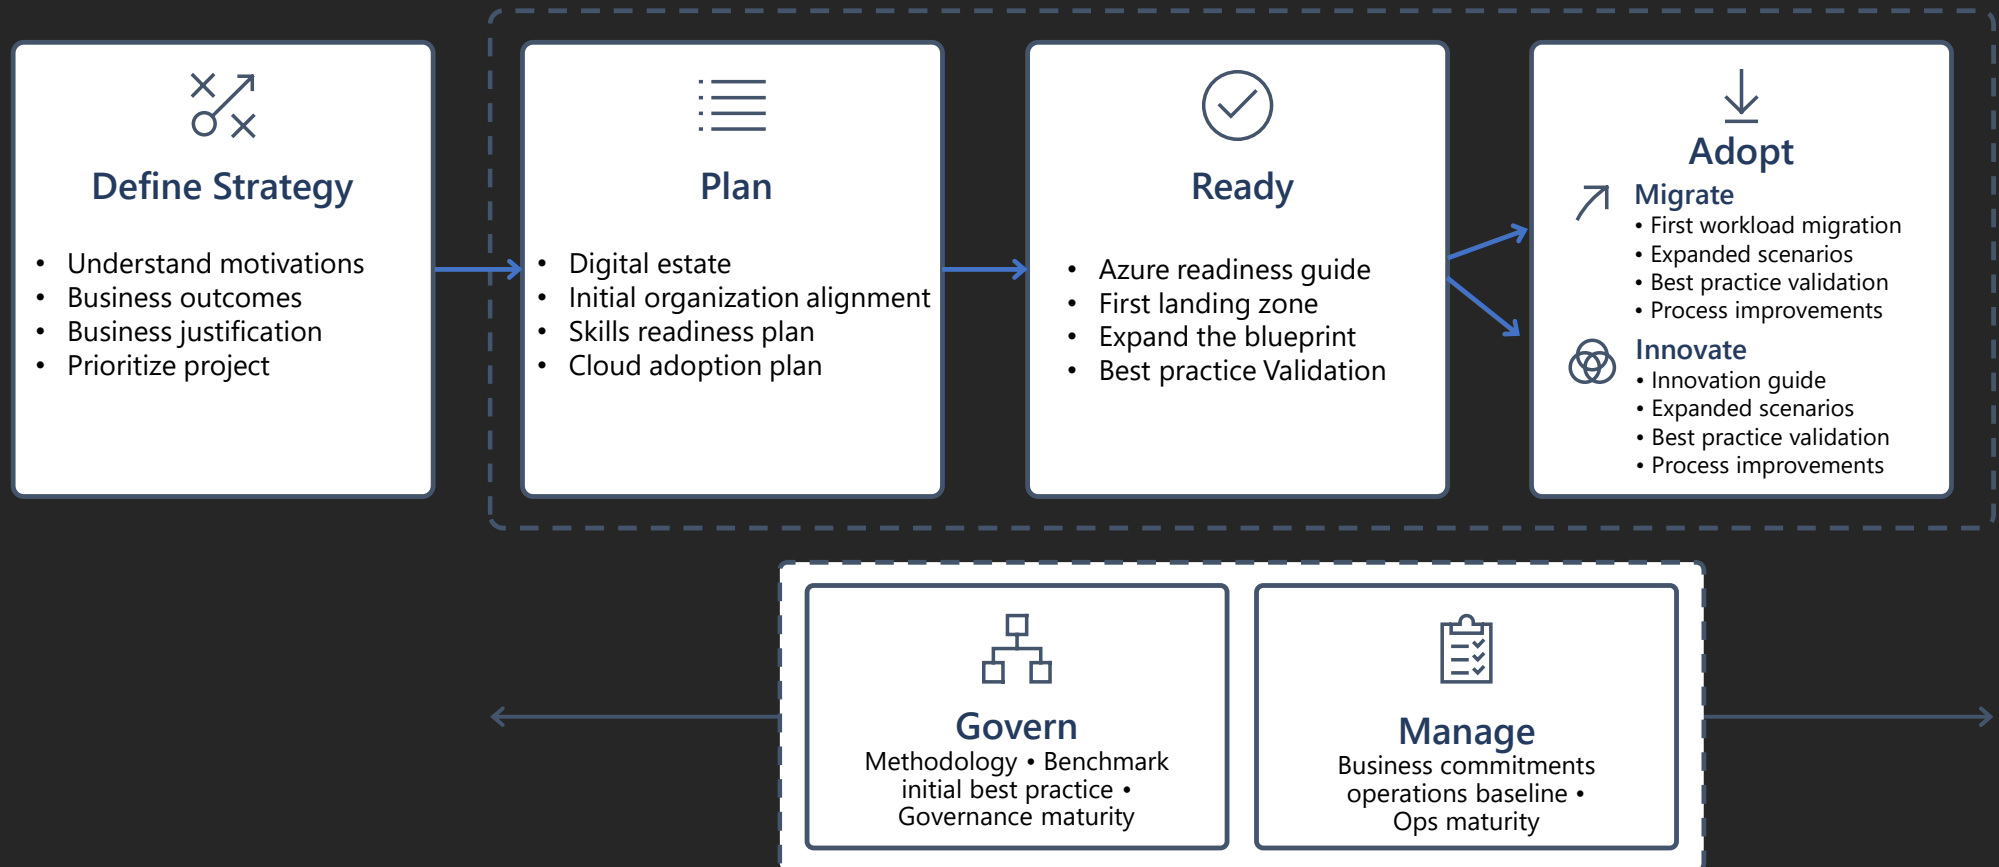 Define Strategy
• Understand motivations
• Business outcomes
• Business justification
• Prioritize project
Plan
• Digital estate
• Initial organization alignment
• Skills readiness plan
• Cloud adoption plan
Ready
• Azure readiness guide
• First landing zone
• Expand the blueprint
• Best practice Validation
Adopt
Migrate
• First workload migration
• Expanded scenarios
• Best practice validation
• Process improvements
Innovate
• Innovation guide
• Expanded scenarios
• Best practice validation
• Process improvements
Govern
Methodology • Benchmark
initial best practice •
Governance maturity
Manage
Business commitments
operations baseline •
Ops maturity